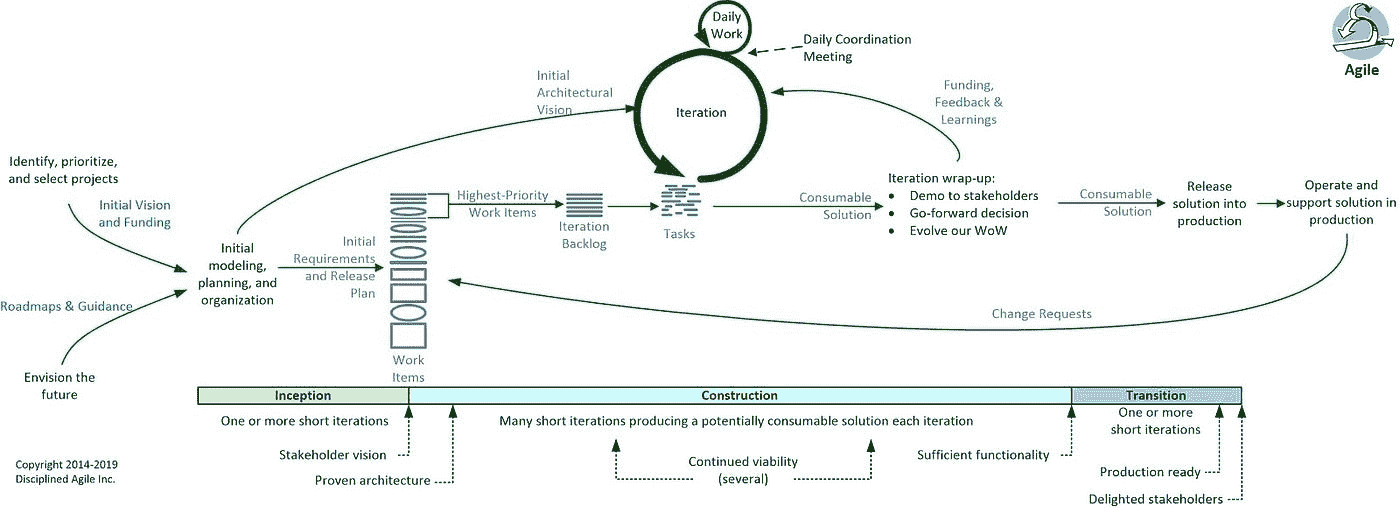 Daily
Work
Daily Coordination
Meeting
Agile
Initial
Architectural
Vision
Iteration
Funding,
Feedback &
Learnings
Identify, prioritize,
and select projects
Initial Vision
and Funding
Highest-Priority
Work Items
Iteration
Backlog
Tasks
Consumable
Solution
Iteration wrap-up:
• Demo to stakeholders
• Go-forward decision
• Evolve our WoW
Consumable
Solution
Release
solution into
production
Operate and
support solution in
production
Initial
modeling,
planning, and
organization
Initial
Requirements
and Release
Plan
Roadmaps & Guidance
Change Requests
Work
Items
Envision the
future
Inception
Construction
Transition
One or more short iterations
Many short iterations producing a potentially consumable solution each iteration
One or more
short iterations
Stakeholder vision
Proven architecture
Continued viability
(several)
Sufficient functionality
Production ready
Delighted stakeholders
Copyright 2014-2019
Disciplined Agile Inc.